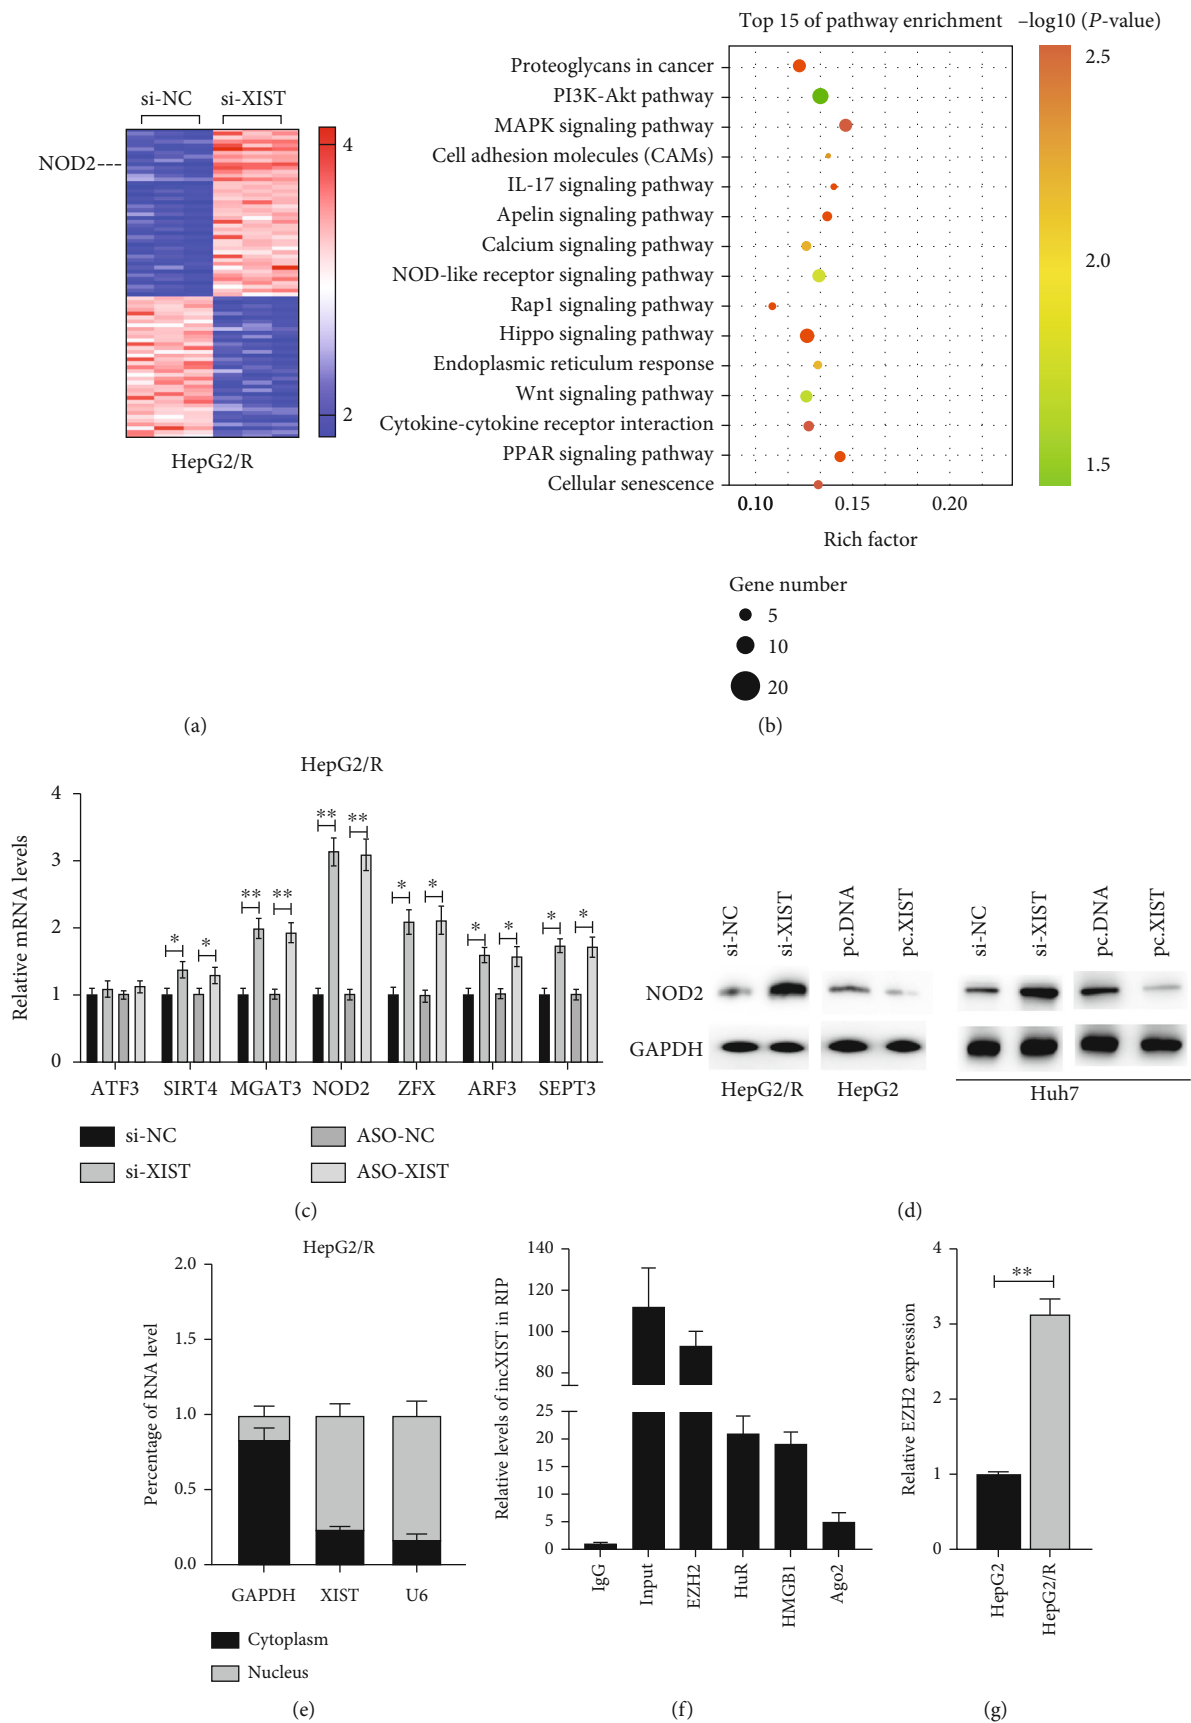 si-NC si-XIST
NOD2
4
2
HepG2/R
(a)
Top 15 of pathway enrichment
–log10 (P-value)
Proteoglycans in cancer
PI3K-Akt pathway
MAPK signaling pathway
Cell adhesion molecules (CAMs)
IL-17 signaling pathway
Apelin signaling pathway
Calcium signaling pathway
NOD-like receptor signaling pathway
Rap1 signaling pathway
Hippo signaling pathway
Endoplasmic reticulum response
Wnt signaling pathway
Cytokine-cytokine receptor interaction
PPAR signaling pathway
Cellular senescence
0.10 0.15 0.20
Rich factor
2.5
2.0
1.5
Gene number
5
10
20
(b)
HepG2/R
Relative mRNA levels
4
3
2
1
0
* * ** ** ** ** * * * * * *
ATF3 SIRT4 MGAT3 NOD2 ZFX ARF3 SEPT3
si-NC ASO-NC
si-XIST ASO-XIST
(c)
si-NC si-XIST pc.DNA pc.XIST si-NC si-XIST pc.DNA pc.XIST
NOD2
GAPDH
HepG2/R HepG2 Huh7
(d)
HepG2/R
Percentage of RNA level
2.0
1.5
1.0
0.5
0.0
GAPDH XIST U6
Cytoplasm
Nucleus
(e)
Relative levels of incXIST in RIP
140
120
100
80
25
20
15
10
5
0
IgG Input EZH2 HuR HMGB1 Ago2
(f)
Relative EZH2 expression
4
3
2
1
0
**
HepG2 HepG2/R
(g)